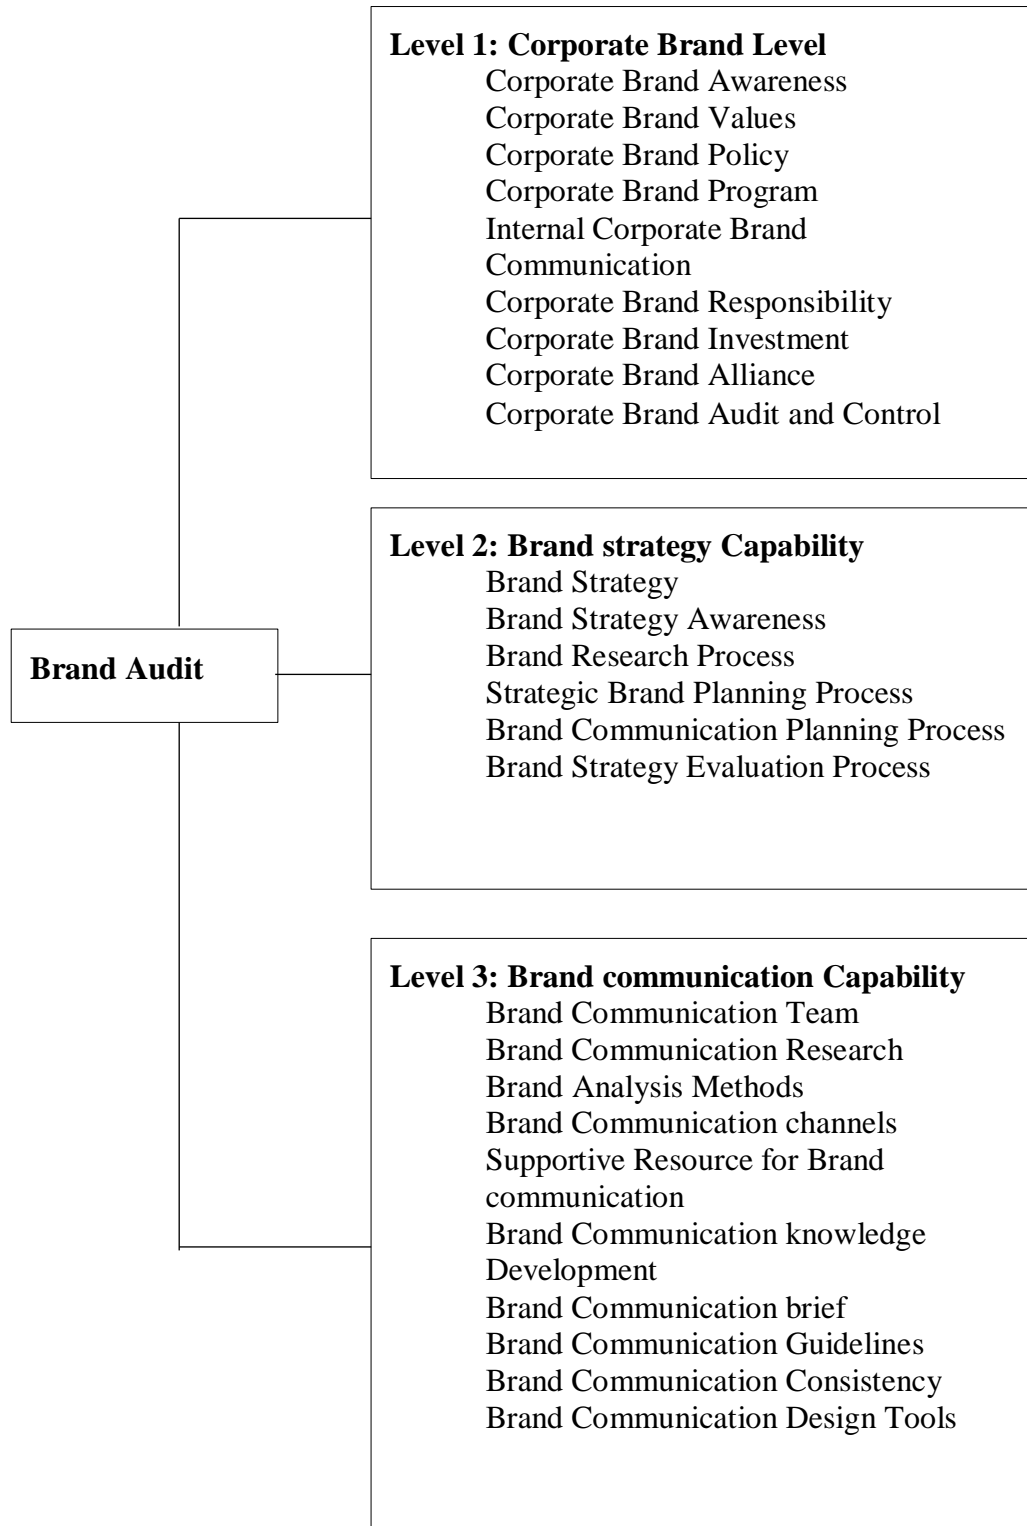 Level 1: Corporate Brand Level
Corporate Brand Awareness
Corporate Brand Values
Corporate Brand Policy
Corporate Brand Program
Internal Corporate Brand
Communication
Corporate Brand Responsibility
Corporate Brand Investment
Corporate Brand Alliance
Corporate Brand Audit and Control
Level 2: Brand strategy Capability
Brand Strategy
Brand Strategy Awareness
Brand Research Process
Strategic Brand Planning Process
Brand Communication Planning Process
Brand Strategy Evaluation Process
Brand Audit
Level 3: Brand communication Capability
Brand Communication Team
Brand Communication Research
Brand Analysis Methods
Brand Communication channels
Supportive Resource for Brand
communication
Brand Communication knowledge
Development
Brand Communication brief
Brand Communication Guidelines
Brand Communication Consistency
Brand Communication Design Tools